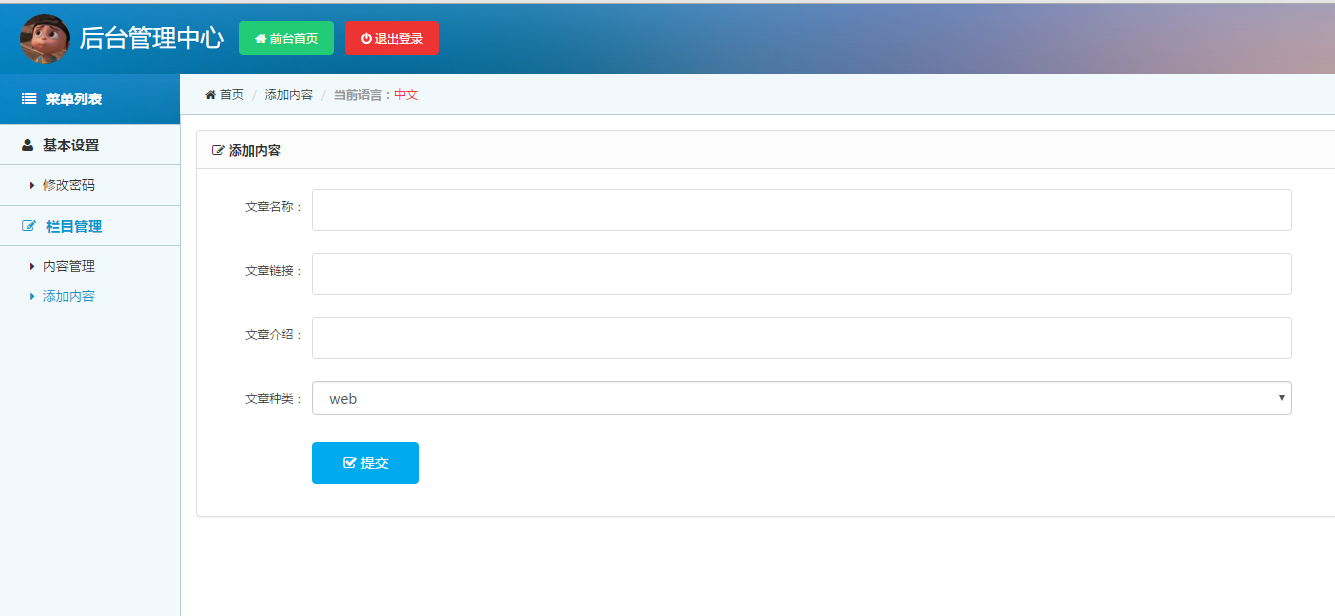 后台管理中心 前台首页 退出登录
菜单列表
首页 / 添加内容 / 当前语言：中文
基本设置
修改密码
栏目管理
内容管理
添加内容
添加内容
文章名称：
文章链接：
文章介绍：
文章种类： web
提交